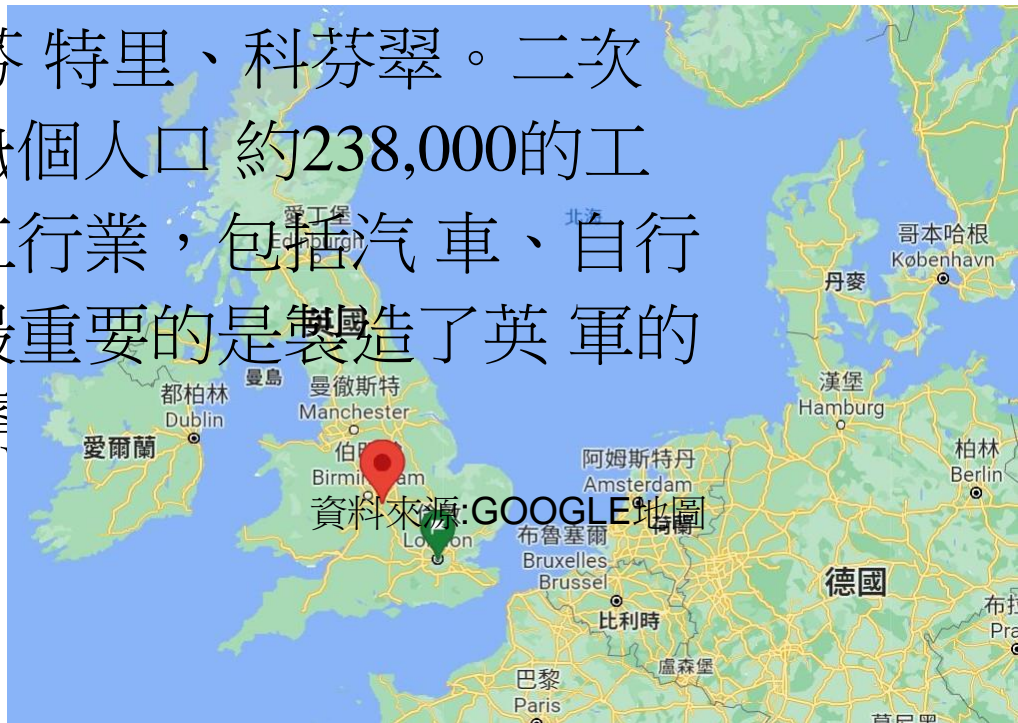 芬 特里、科芬翠。二次
個人口 約238,000的工
行業，包括汽 車、自行
重要的是製造了英 軍的
愛丁堡
Edinburgh
北海
哥本哈根
København
丹麥
英國
曼島
都柏林
Dublin
曼徹斯特
Manchester
漢堡
Hamburg
愛爾蘭
Birmingham
阿姆斯特丹
Amsterdam
柏林
Berlin
資料來源:GOOGLE地圖
荷蘭
London
布魯塞爾
Bruxelles
Brussel
德國
比利時
盧森堡
巴黎
Paris